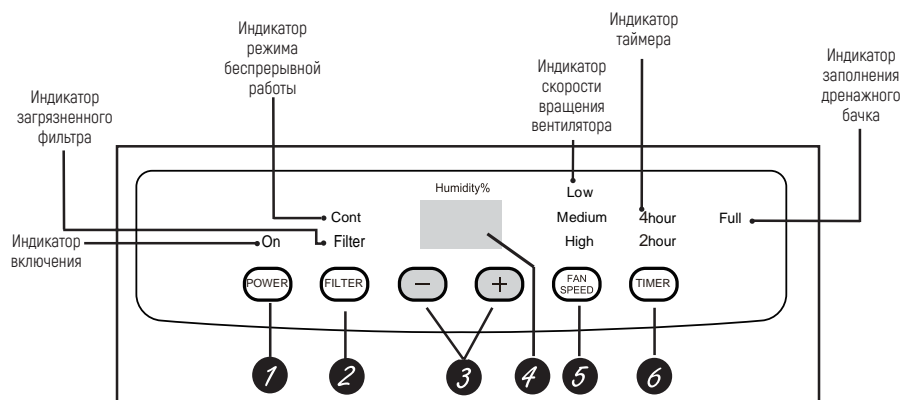 Индикатор
режима
беспрерывной
работы
Индикатор
таймера
Индикатор
скорости
вращения
вентилятора
Индикатор
заполнения
дренажного
бачка
Индикатор
загрязненного
фильтра
Индикатор
включения
Humidity%
Low
Medium
High
4hour
2hour
Full
Cont
Filter
On
POWER
FILTER
−
+
FAN
SPEED
TIMER
1
2
3
4
5
6